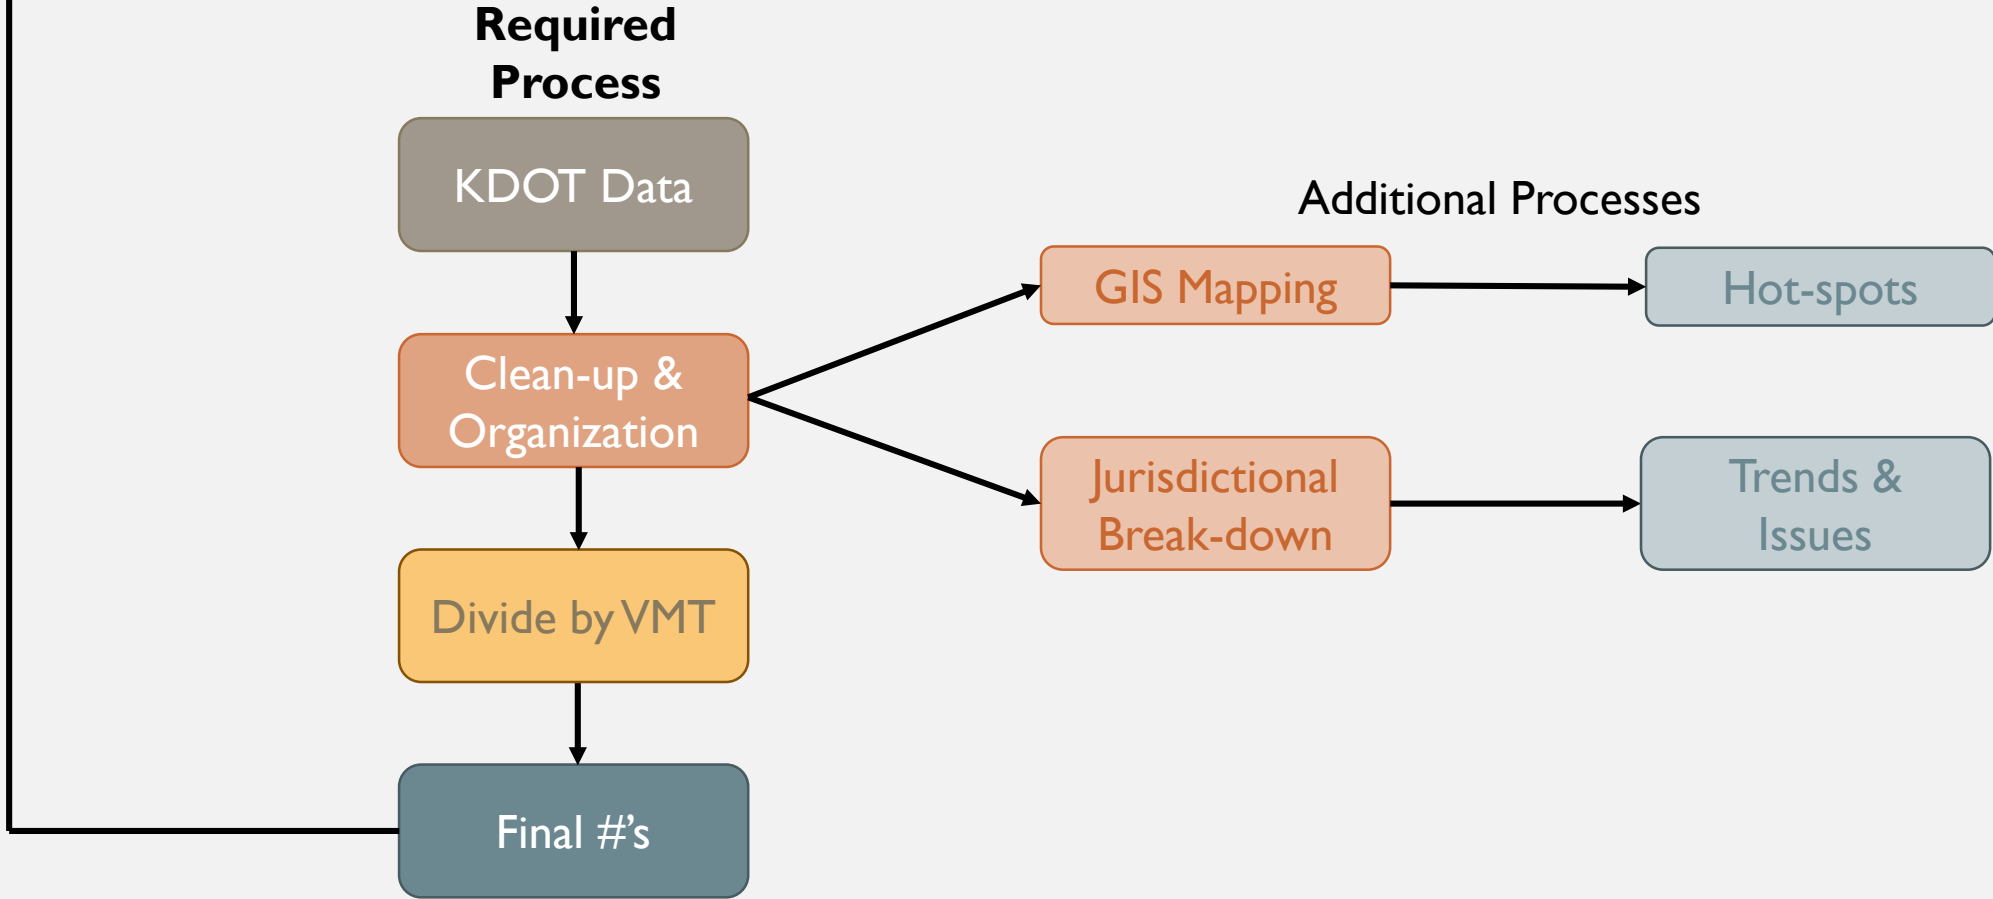 Required
Process
KDOT Data
Clean-up &
Organization
Divide by VMT
Final #’s
Additional Processes
GIS Mapping
Hot-spots
Jurisdictional
Break-down
Trends &
Issues